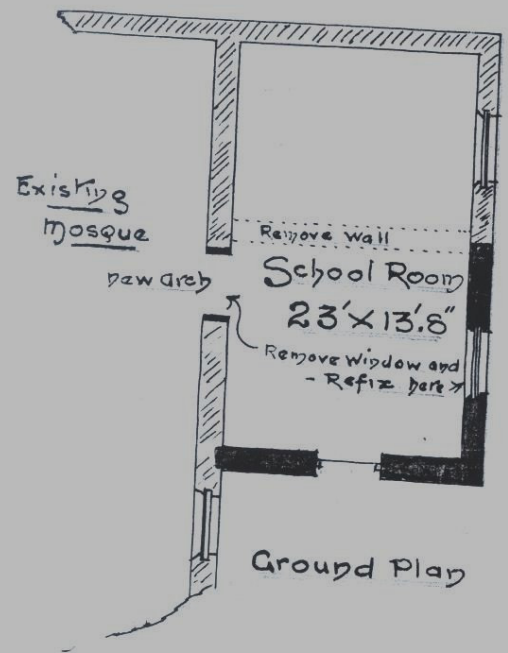 Existing
Mosque
Remove Wall
New arch
School Room
23'X13'.8"
Remove Window and
- Refix here
Ground Plan